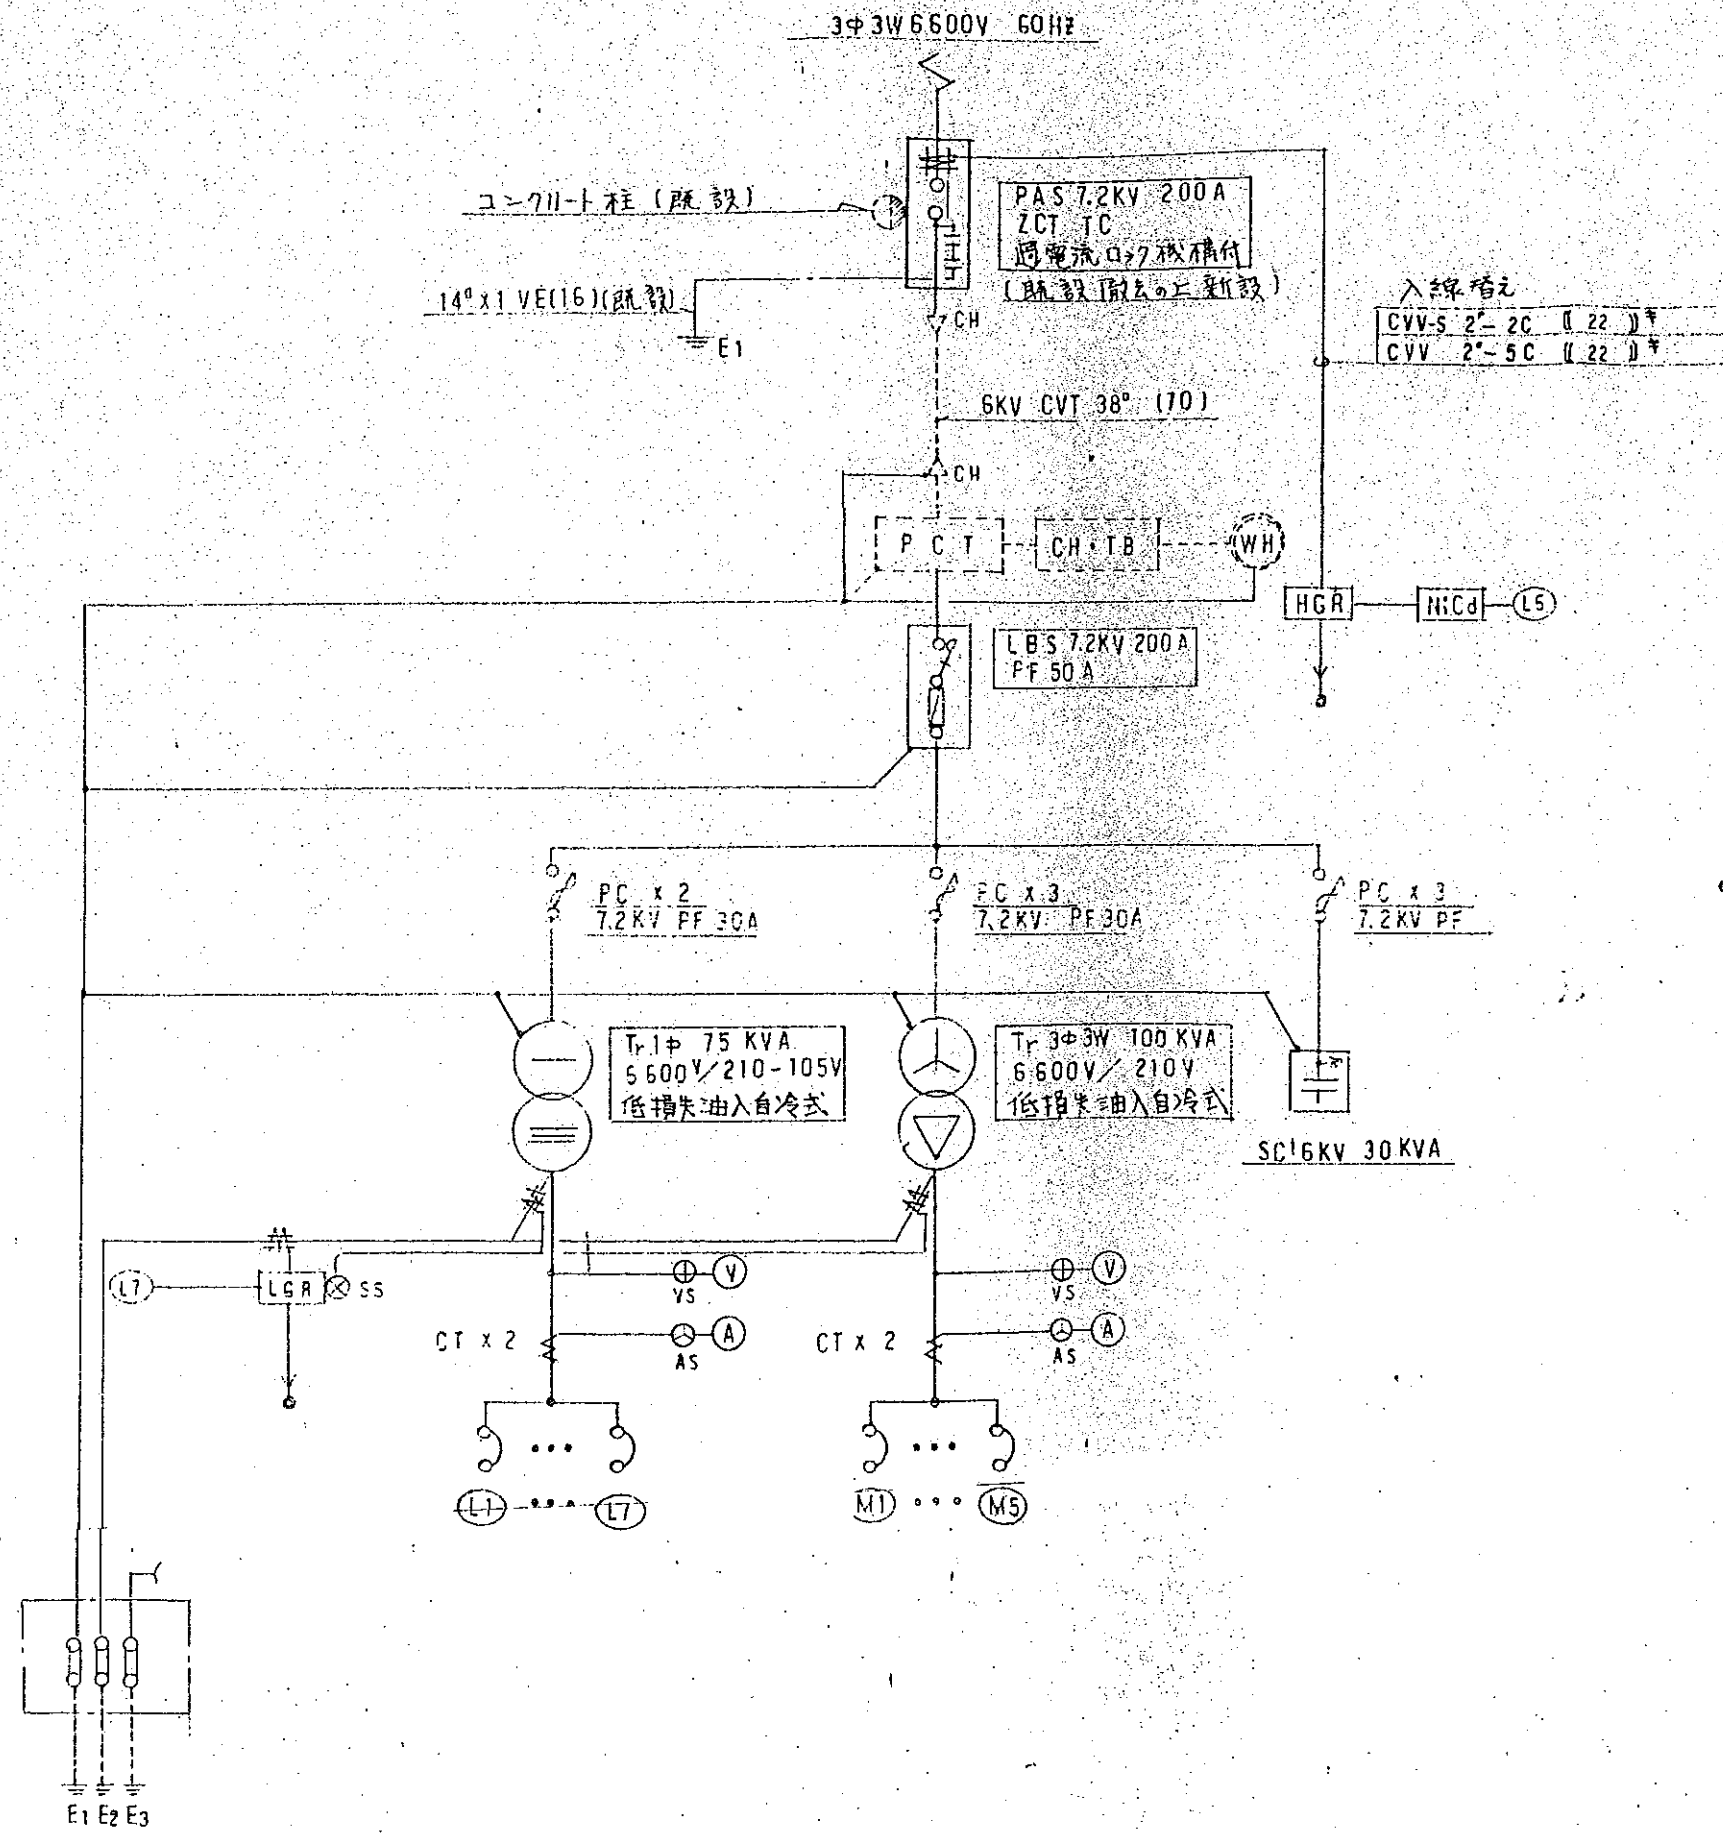 3Φ3W6600V 60Hz
コンクリート柱(既設)
PAS 7.2KV 200A
ZCT TC
過電流ロック機構付
(既設撤去の上新設)
14□x1 VE(16)(既設)
E1
CH
入線替え
CVV-S 2□-2C (( 22 ))
CVV 2□-5C (( 22 ))
6KV CVT 38□ (70)
CH
PCT
CH・TB
WH
HGR
NiCd
L5
LBS 7.2KV 200A
PF 50A
PC x 2
7.2KV PF 30A
PC x 3
7.2KV PF 30A
PC x 3
7.2KV PF
Tr 1Φ 75 KVA
6600V/210-105V
低損失油入自冷式
Tr 3Φ3W 100KVA
6600V/210V
低損失油入自冷式
SC 6KV 30KVA
L7
LGR
SS
VS
V
VS
V
CT x 2
AS
A
CT x 2
AS
A
L1
L7
M1
M5
E1 E2 E3